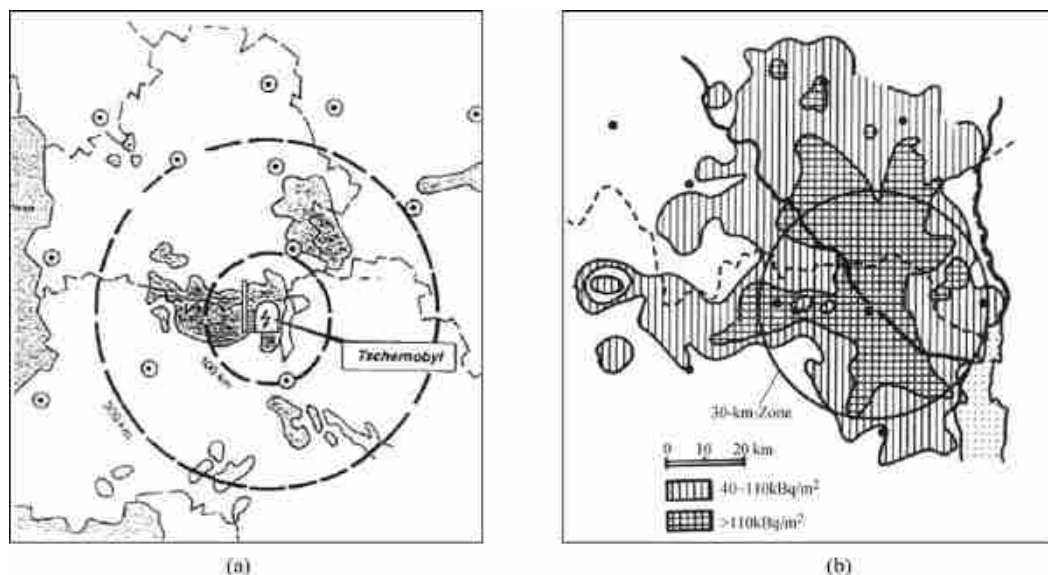 Tschernobyl
100 km
300 km
(a)
30-km-Zone
0 10 20 km
40~110kBq/m²
>110kBq/m²
(b)